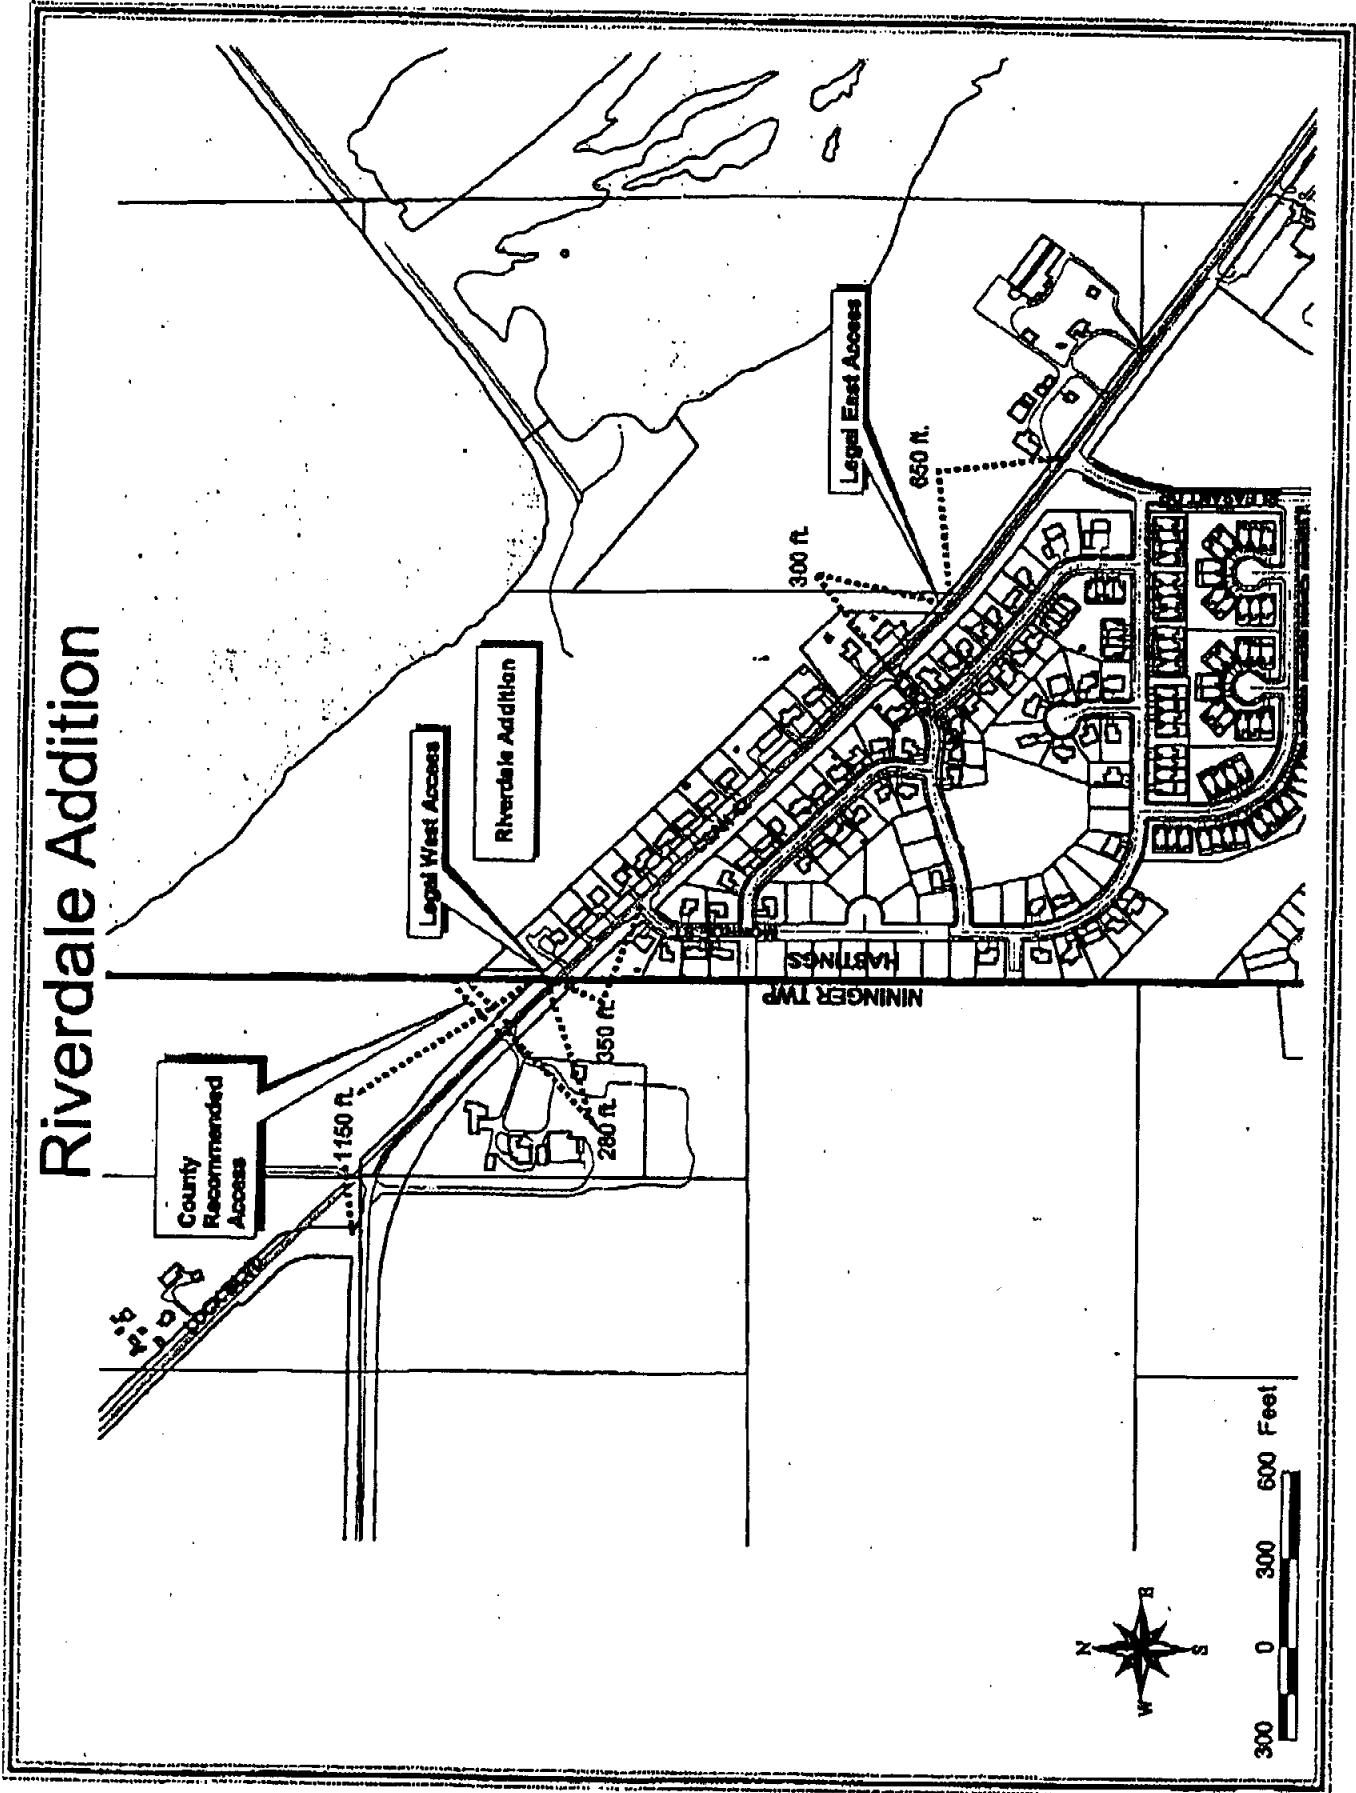 Riverdale Addition
County
Recommended
Access
1150 ft.
Legal West Access
Riverdale Addition
280 ft.
350 ft.
NININGER TWP
HASTINGS
300 ft.
Legal East Access
650 ft.
N
W
E
S
300
0
300
600 Feet